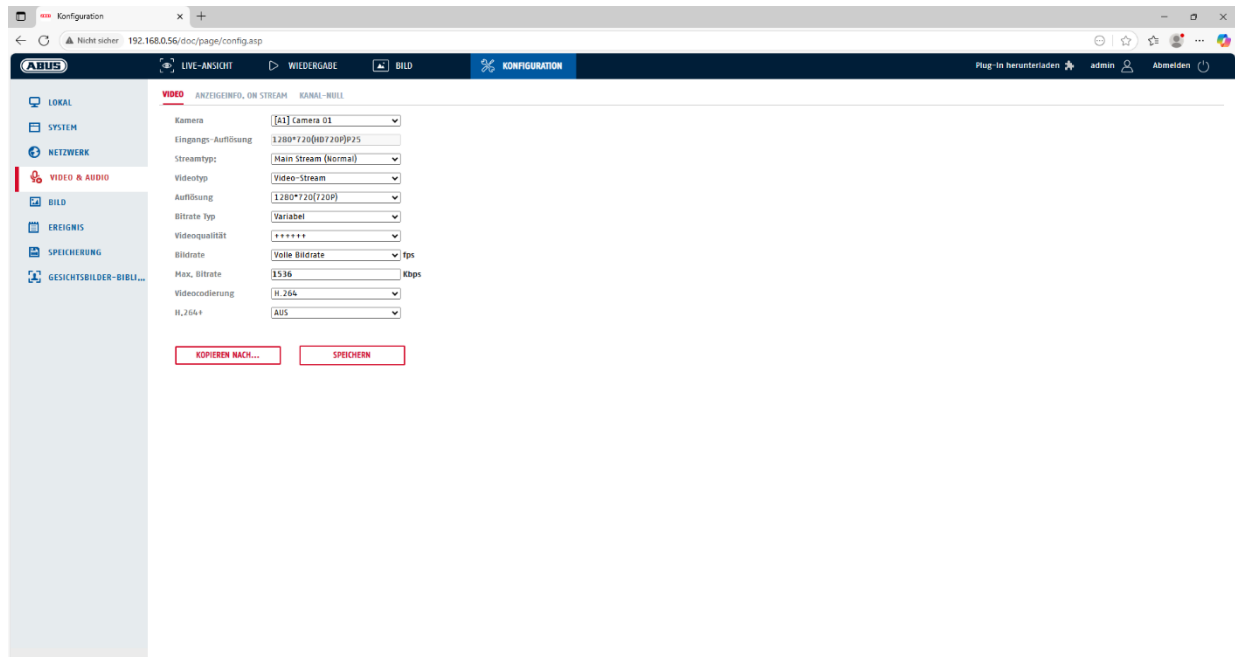 Konfiguration
Nicht sicher 192.168.0.56/doc/page/config.asp
ABUS LIVE-ANSICHT WIEDERGABE BILD KONFIGURATION Plug-in herunterladen admin Abmelden
LOKAL
SYSTEM
NETZWERK
VIDEO & AUDIO
BILD
EREIGNIS
SPEICHERUNG
GESICHTSBILDER-BIBLI...
VIDEO ANZEIGEINFO. ON STREAM KANAL-NULL
Kamera [A1] Camera 01
Eingangs-Auflösung 1280*720(HD720P)P25
Streamtyp: Main Stream (Normal)
Videotyp Video-Stream
Auflösung 1280*720(720P)
Bitrate Typ Variabel
Videoqualität ++++++
Bildrate Volle Bildrate fps
Max. Bitrate 1536 Kbps
Videocodierung H.264
H.264+ AUS
KOPIEREN NACH... SPEICHERN